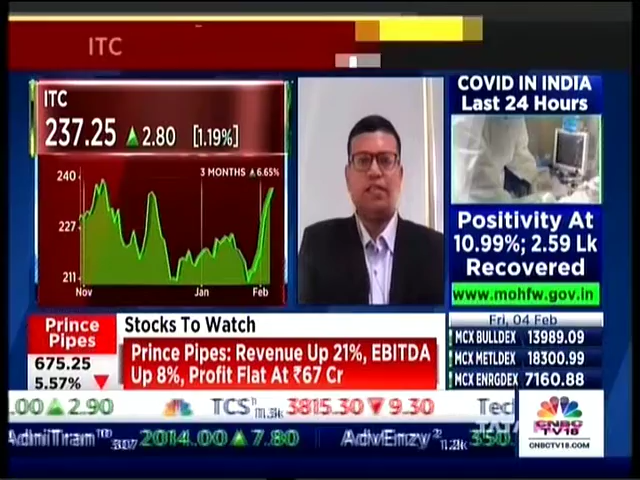 ITC
ITC
237.25 ▲ 2.80 [1.19%]
3 MONTHS ▲6.65%
240
227
211
Nov Jan Feb
COVID IN INDIA
Last 24 Hours
Positivity At
10.99%; 2.59 Lk
Recovered
www.mohfw.gov.in
Fri, 04 Feb
MCX BULLDEX 13989.09
MCX METLDEX 18300.99
MCX ENRGDEX 7160.88
Prince
Pipes
675.25
5.57% ▼
Stocks To Watch
Prince Pipes: Revenue Up 21%, EBITDA
Up 8%, Profit Flat At ₹67 Cr
.00 ▲ 2.90 TCS 3815.30 ▼ 9.30 Tec
AdniTran 2014.00 ▲ 7.80 AdvEnzy 350
CNBC
TV18
CNBCTV18.COM